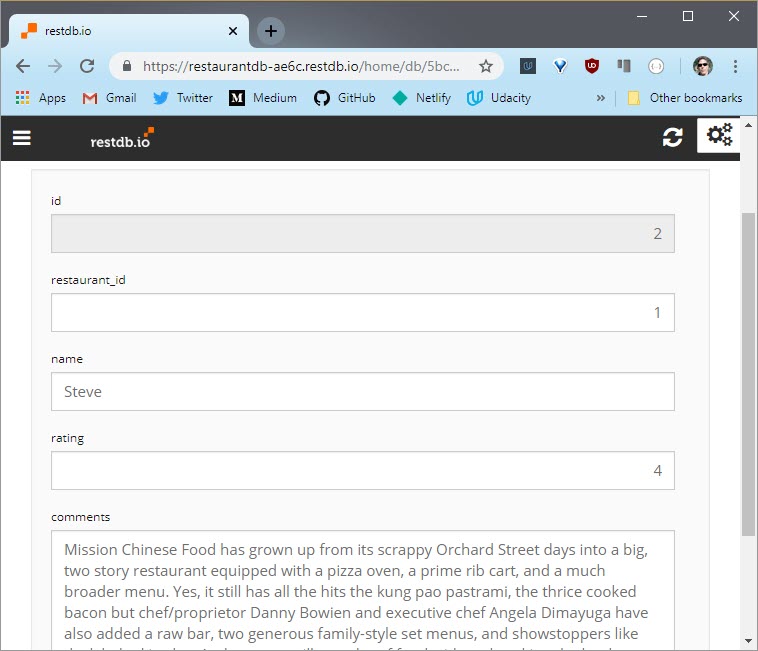 restdb.io
https://restaurantdb-ae6c.restdb.io/home/db/5bc...
Apps Gmail Twitter Medium GitHub Netlify Udacity » Other bookmarks
restdb.io
id
2
restaurant_id
1
name
Steve
rating
4
comments
Mission Chinese Food has grown up from its scrappy Orchard Street days into a big,
two story restaurant equipped with a pizza oven, a prime rib cart, and a much
broader menu. Yes, it still has all the hits the kung pao pastrami, the thrice cooked
bacon but chef/proprietor Danny Bowien and executive chef Angela Dimayuga have
also added a raw bar, two generous family-style set menus, and showstoppers like